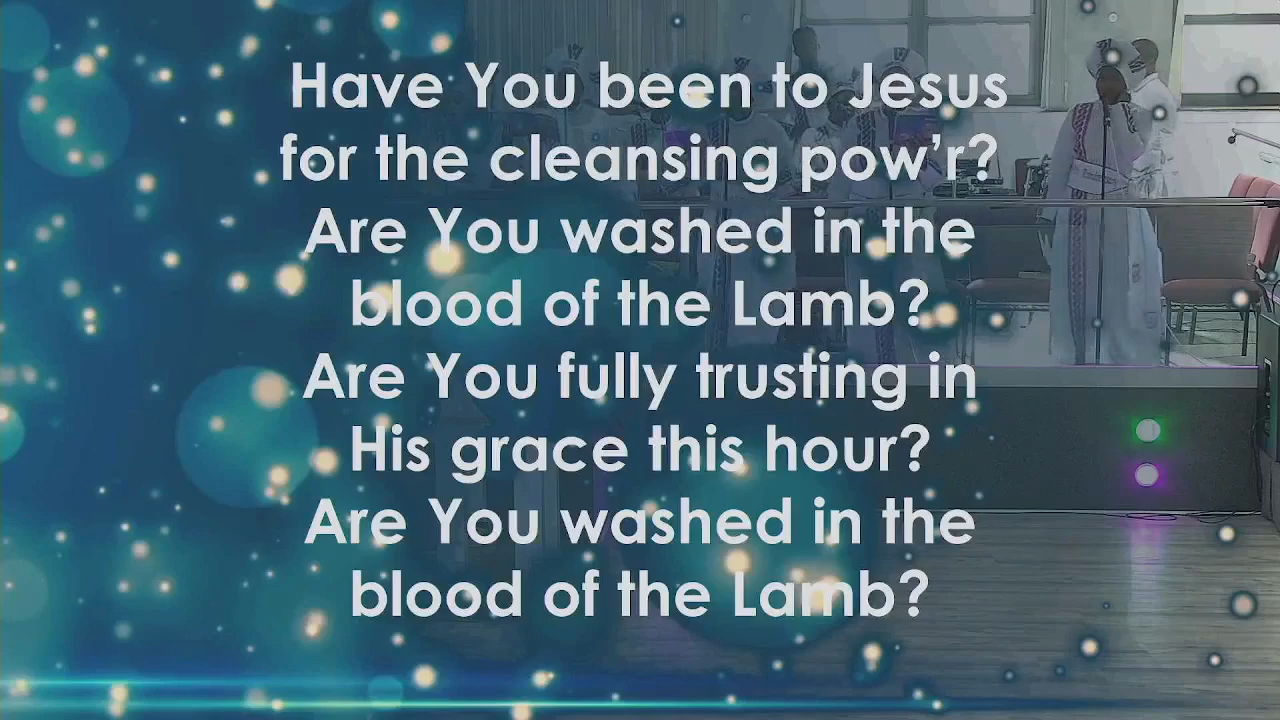 Have You been to Jesus
for the cleansing pow’r?
Are You washed in the
blood of the Lamb?
Are You fully trusting in
His grace this hour?
Are You washed in the
blood of the Lamb?